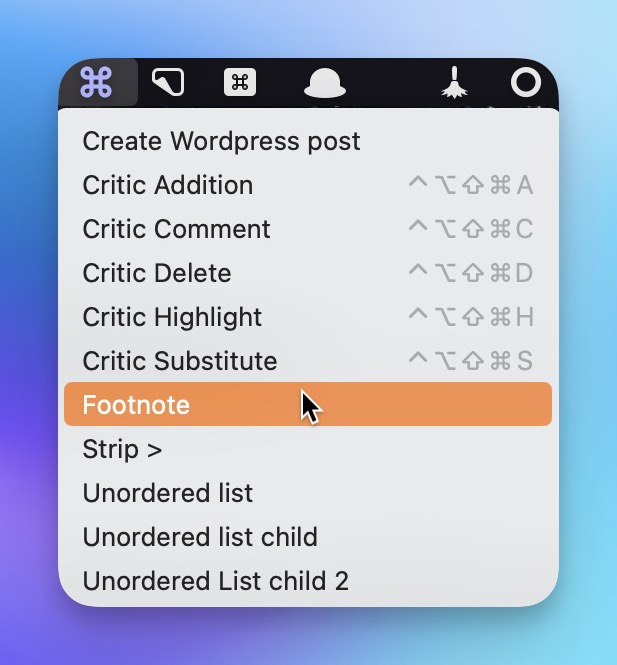 Create Wordpress post
Critic Addition ⌃⌥⇧⌘A
Critic Comment ⌃⌥⇧⌘C
Critic Delete ⌃⌥⇧⌘D
Critic Highlight ⌃⌥⇧⌘H
Critic Substitute ⌃⌥⇧⌘S
Footnote
Strip >
Unordered list
Unordered list child
Unordered List child 2